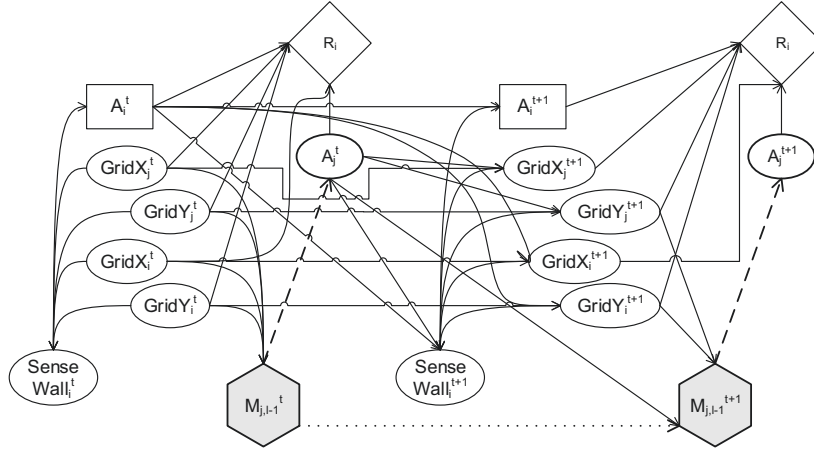 R_i
R_i
A_i^t
A_i^{t+1}
A_j^t
A_j^{t+1}
GridX_j^t
GridX_j^{t+1}
GridY_j^t
GridY_j^{t+1}
GridX_i^t
GridX_i^{t+1}
GridY_i^t
GridY_i^{t+1}
Sense
Wall_i^t
Sense
Wall_i^{t+1}
M_{j,l-1}^t
M_{j,l-1}^{t+1}